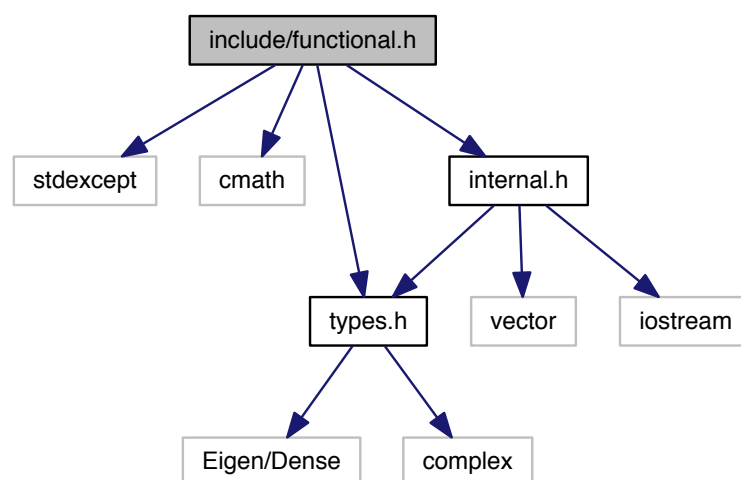 include/functional.h
stdexcept
cmath
internal.h
types.h
vector
iostream
Eigen/Dense
complex